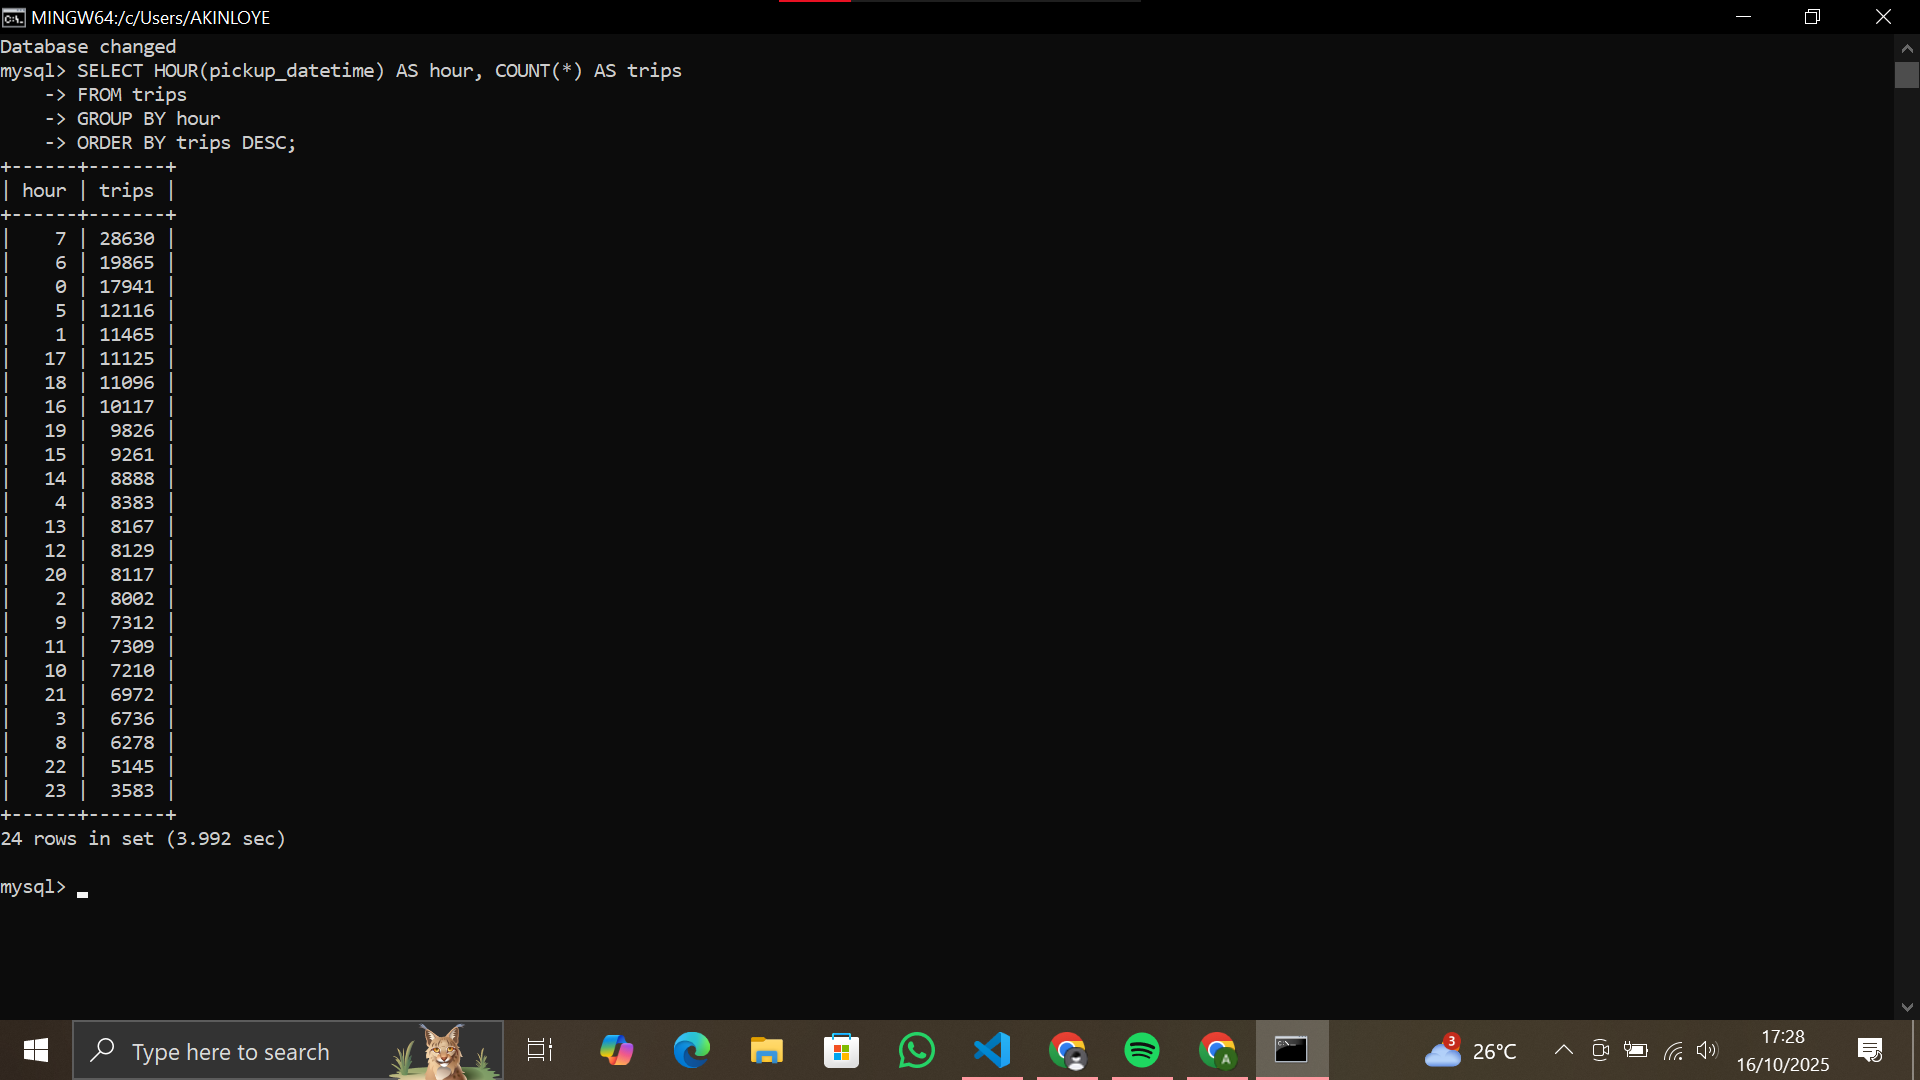 MINGW64:/c/Users/AKINLOYE
Database changed
mysql> SELECT HOUR(pickup_datetime) AS hour, COUNT(*) AS trips
    -> FROM trips
    -> GROUP BY hour
    -> ORDER BY trips DESC;
+------+-------+
| hour | trips |
+------+-------+
|    7 | 28630 |
|    6 | 19865 |
|    0 | 17941 |
|    5 | 12116 |
|    1 | 11465 |
|   17 | 11125 |
|   18 | 11096 |
|   16 | 10117 |
|   19 |  9826 |
|   15 |  9261 |
|   14 |  8888 |
|    4 |  8383 |
|   13 |  8167 |
|   12 |  8129 |
|   20 |  8117 |
|    2 |  8002 |
|    9 |  7312 |
|   11 |  7309 |
|   10 |  7210 |
|   21 |  6972 |
|    3 |  6736 |
|    8 |  6278 |
|   22 |  5145 |
|   23 |  3583 |
+------+-------+
24 rows in set (3.992 sec)
mysql>
Type here to search
A
3
26°C
17:28
16/10/2025